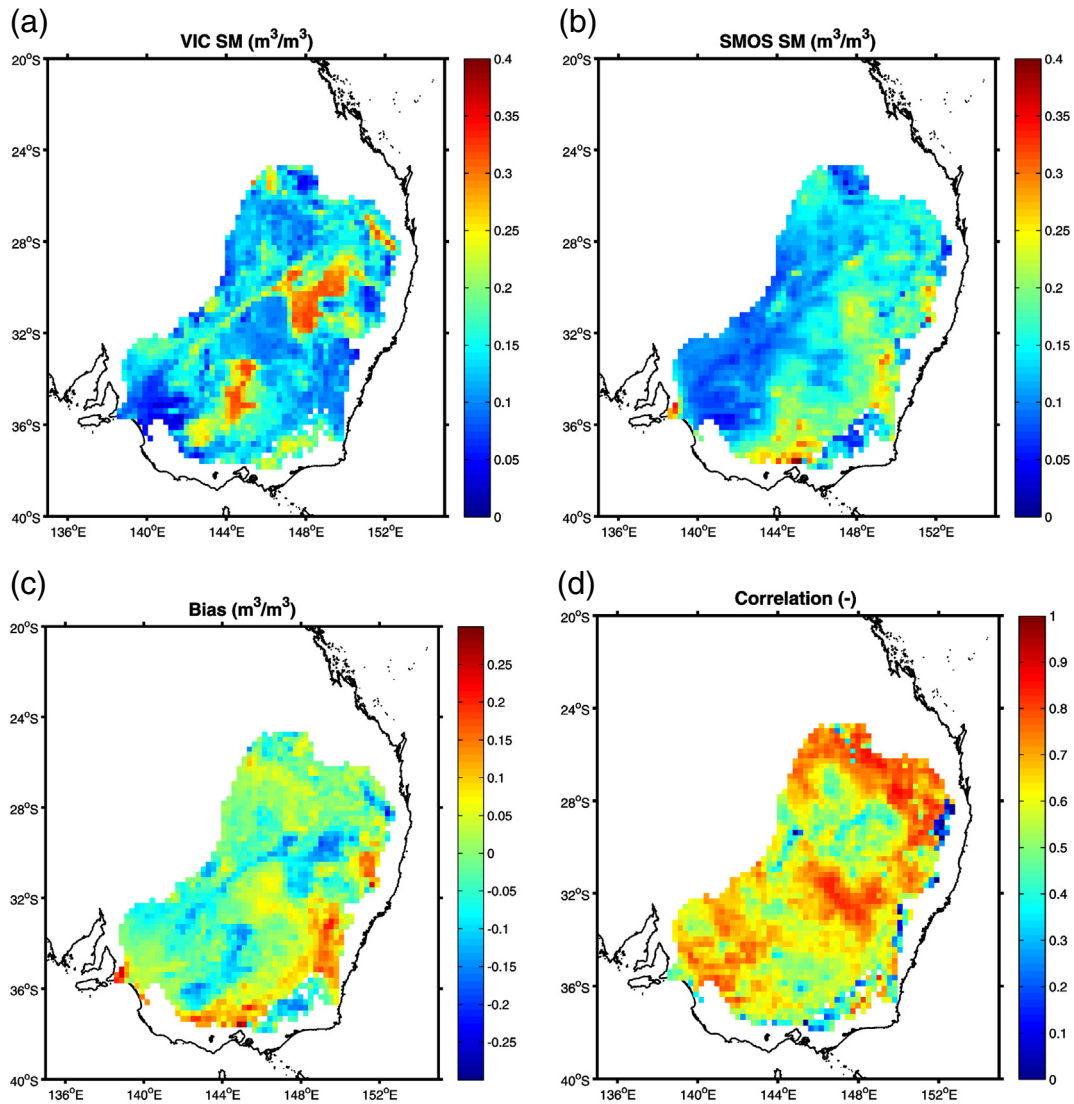 (a)
VIC SM (m³/m³)
20°S
24°S
28°S
32°S
36°S
40°S
136°E 140°E 144°E 148°E 152°E
0.4
0.35
0.3
0.25
0.2
0.15
0.1
0.05
0
(b)
SMOS SM (m³/m³)
20°S
24°S
28°S
32°S
36°S
40°S
136°E 140°E 144°E 148°E 152°E
0.4
0.35
0.3
0.25
0.2
0.15
0.1
0.05
0
(c)
Bias (m³/m³)
20°S
24°S
28°S
32°S
36°S
40°S
136°E 140°E 144°E 148°E 152°E
0.25
0.2
0.15
0.1
0.05
0
-0.05
-0.1
-0.15
-0.2
-0.25
(d)
Correlation (-)
20°S
24°S
28°S
32°S
36°S
40°S
136°E 140°E 144°E 148°E 152°E
1
0.9
0.8
0.7
0.6
0.5
0.4
0.3
0.2
0.1
0